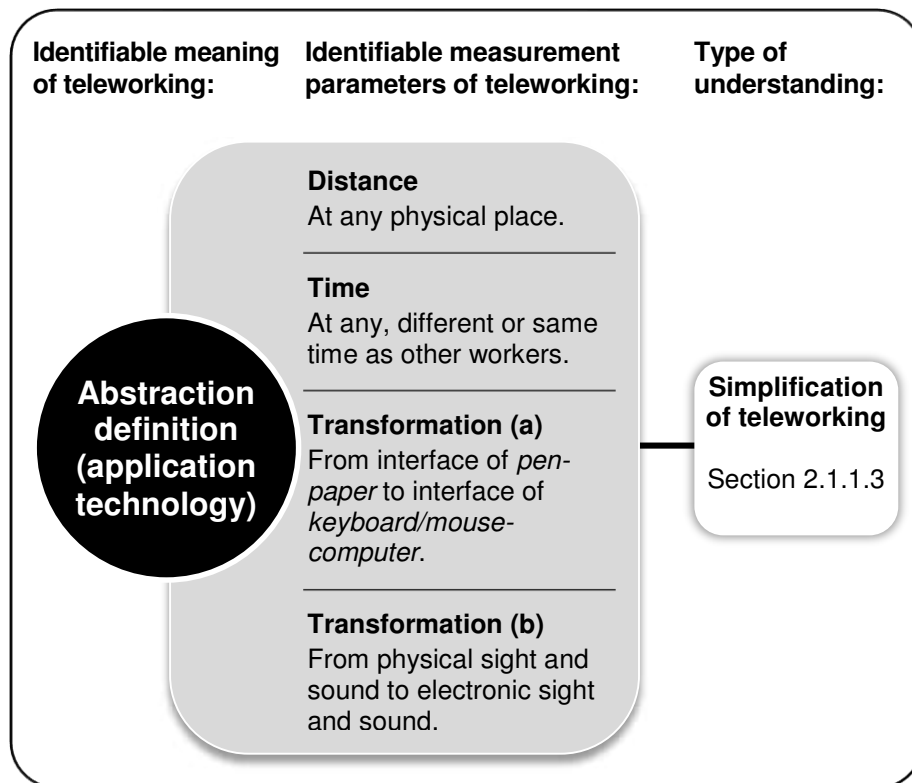 Identifiable meaning
of teleworking:
Identifiable measurement
parameters of teleworking:
Type of
understanding:
Abstraction
definition
(application
technology)
Distance
At any physical place.
Time
At any, different or same
time as other workers.
Transformation (a)
From interface of pen-
paper to interface of
keyboard/mouse-
computer.
Transformation (b)
From physical sight and
sound to electronic sight
and sound.
Simplification
of teleworking
Section 2.1.1.3